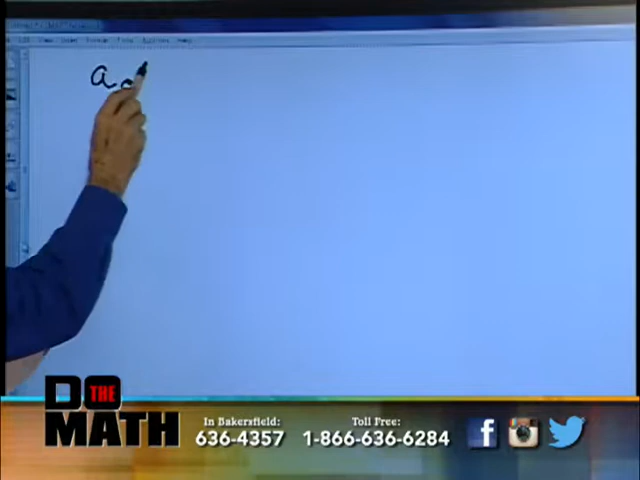 a
DO
THE
MATH
In Bakersfield:
636-4357
Toll Free:
1-866-636-6284